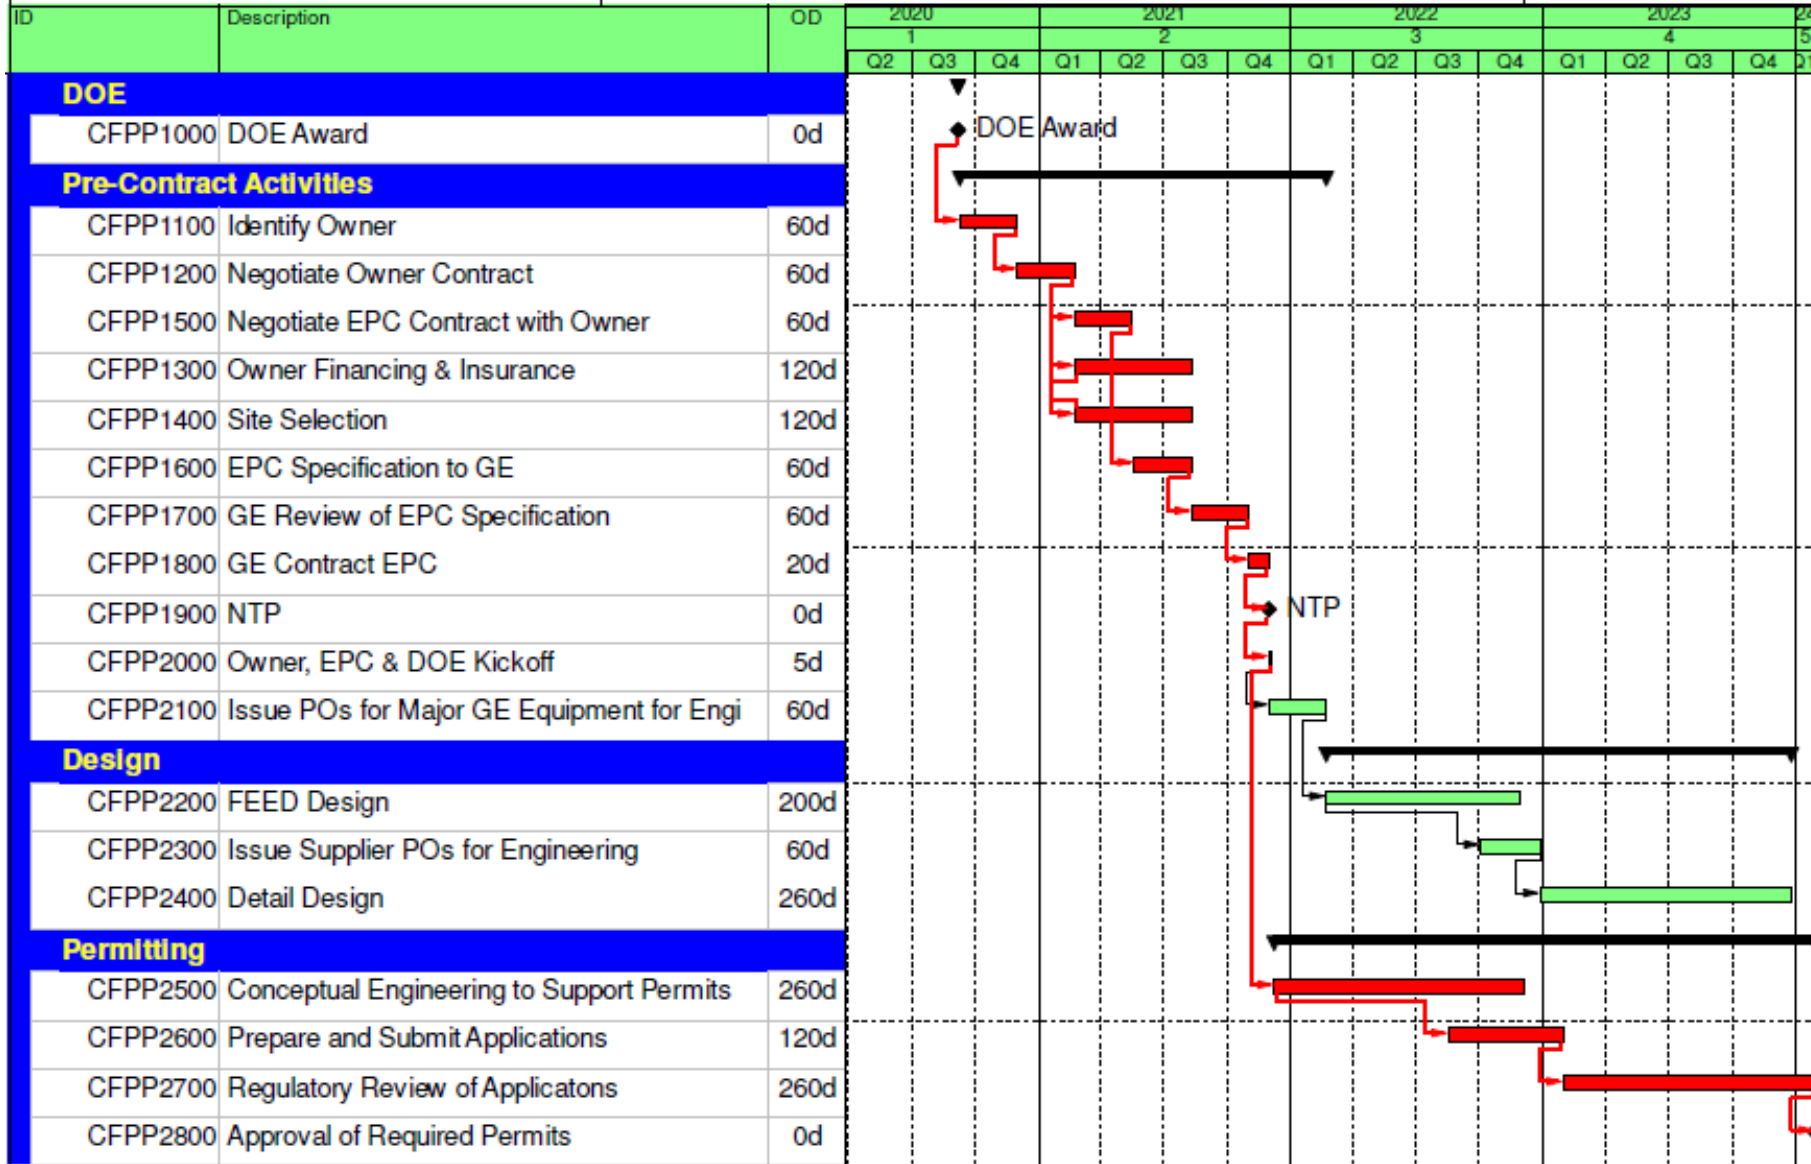 ID Description OD 2020 2021 2022 2023
1 2 3 4 5
Q2 Q3 Q4 Q1 Q2 Q3 Q4 Q1 Q2 Q3 Q4 Q1 Q2 Q3 Q4 Q1
DOE
CFPP1000 DOE Award 0d DOE Award
Pre-Contract Activities
CFPP1100 Identify Owner 60d
CFPP1200 Negotiate Owner Contract 60d
CFPP1500 Negotiate EPC Contract with Owner 60d
CFPP1300 Owner Financing & Insurance 120d
CFPP1400 Site Selection 120d
CFPP1600 EPC Specification to GE 60d
CFPP1700 GE Review of EPC Specification 60d
CFPP1800 GE Contract EPC 20d
CFPP1900 NTP 0d NTP
CFPP2000 Owner, EPC & DOE Kickoff 5d
CFPP2100 Issue POs for Major GE Equipment for Engi 60d
Design
CFPP2200 FEED Design 200d
CFPP2300 Issue Supplier POs for Engineering 60d
CFPP2400 Detail Design 260d
Permitting
CFPP2500 Conceptual Engineering to Support Permits 260d
CFPP2600 Prepare and Submit Applications 120d
CFPP2700 Regulatory Review of Applicatons 260d
CFPP2800 Approval of Required Permits 0d